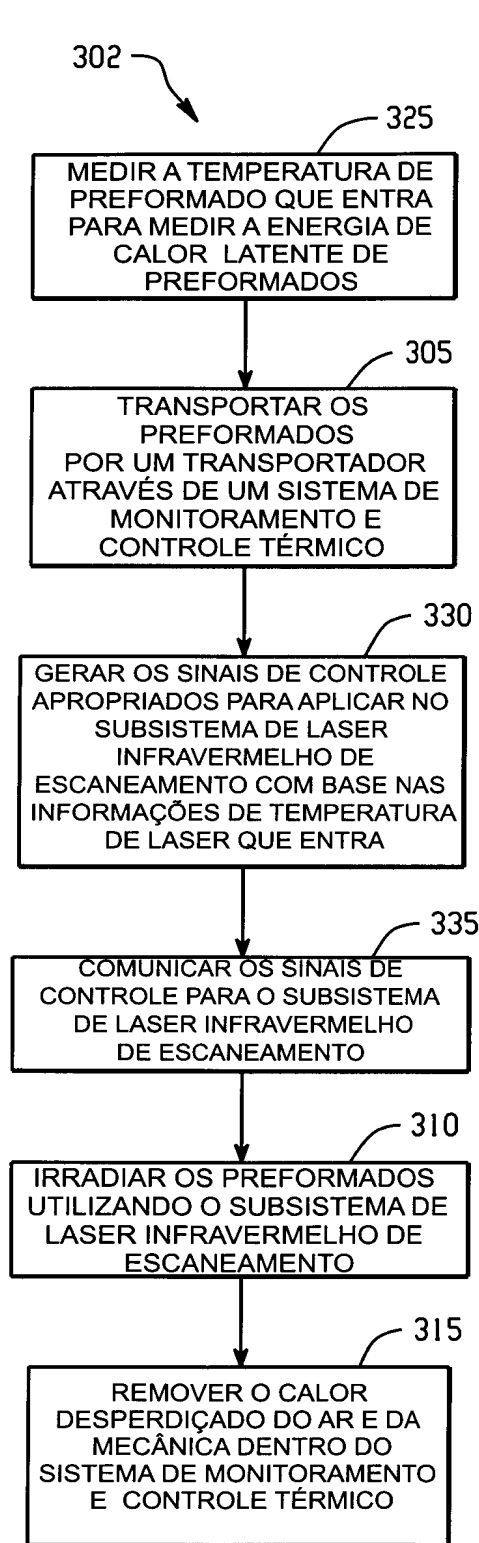 302
325
MEDIR A TEMPERATURA DE
PREFORMADO QUE ENTRA
PARA MEDIR A ENERGIA DE
CALOR LATENTE DE
PREFORMADOS
305
TRANSPORTAR OS
PREFORMADOS
POR UM TRANSPORTADOR
ATRAVÉS DE UM SISTEMA DE
MONITORAMENTO E
CONTROLE TÉRMICO
330
GERAR OS SINAIS DE CONTROLE
APROPRIADOS PARA APLICAR NO
SUBSISTEMA DE LASER
INFRAVERMELHO DE
ESCANEAMENTO COM BASE NAS
INFORMAÇÕES DE TEMPERATURA
DE LASER QUE ENTRA
335
COMUNICAR OS SINAIS DE
CONTROLE PARA O SUBSISTEMA
DE LASER INFRAVERMELHO
DE ESCANEAMENTO
310
IRRADIAR OS PREFORMADOS
UTILIZANDO O SUBSISTEMA DE
LASER INFRAVERMELHO DE
ESCANEAMENTO
315
REMOVER O CALOR
DESPERDIÇADO DO AR E DA
MECÂNICA DENTRO DO
SISTEMA DE MONITORAMENTO
E CONTROLE TÉRMICO